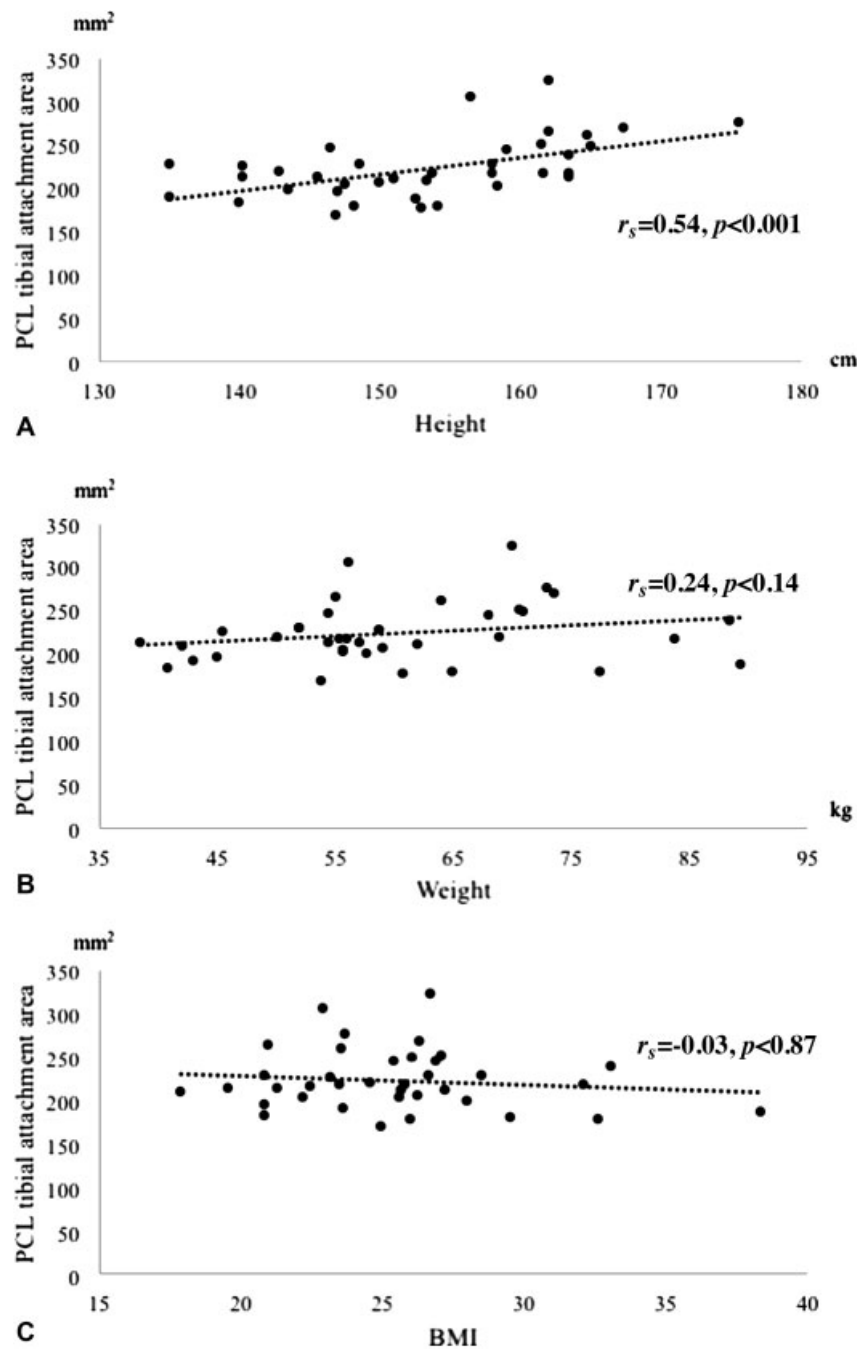 mm²
PCL tibial attachment area
350
300
250
200
150
100
50
0
130 140 150 160 170 180
cm
Height
A
r_s=0.54, p<0.001
mm²
PCL tibial attachment area
350
300
250
200
150
100
50
0
35 45 55 65 75 85 95
kg
Weight
B
r_s=0.24, p<0.14
mm²
PCL tibial attachment area
350
300
250
200
150
100
50
0
15 20 25 30 35 40
BMI
C
r_s=-0.03, p<0.87